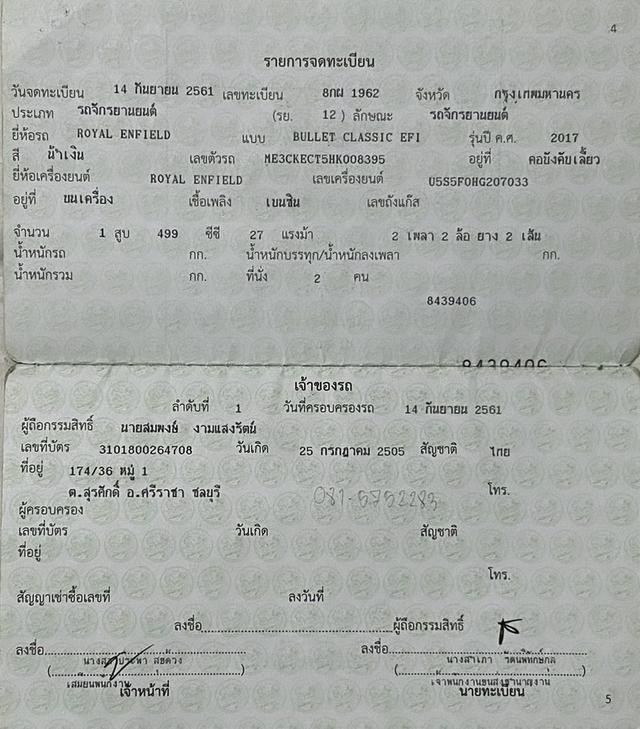 4
รายการจดทะเบียน
วันจดทะเบียน 14 กันยายน 2561 เลขทะเบียน 8กผ 1962 จังหวัด กรุงเทพมหานคร
ประเภท รถจักรยานยนต์ (รย. 12 ) ลักษณะ รถจักรยานยนต์
ยี่ห้อรถ ROYAL ENFIELD แบบ BULLET CLASSIC EFI รุ่นปี ค.ศ. 2017
สี น้ำเงิน เลขตัวรถ ME3CKECT5HK008395 อยู่ที่ คอบังคับเลี้ยว
ยี่ห้อเครื่องยนต์ ROYAL ENFIELD เลขเครื่องยนต์ U5S5F0HG207033
อยู่ที่ บนเครื่อง เชื้อเพลิง เบนซิน เลขถังแก๊ส
จำนวน 1 สูบ 499 ซีซี 27 แรงม้า 2 เพลา 2 ล้อ ยาง 2 เส้น
น้ำหนักรถ กก. น้ำหนักบรรทุก/น้ำหนักลงเพลา กก.
น้ำหนักรวม กก. ที่นั่ง 2 คน
8439406
8439406
เจ้าของรถ
ลำดับที่ 1 วันที่ครอบครองรถ 14 กันยายน 2561
ผู้ถือกรรมสิทธิ์ นายสมพงษ์ งามแสงรัตน์
เลขที่บัตร 3101800264708 วันเกิด 25 กรกฎาคม 2505 สัญชาติ ไทย
ที่อยู่ 174/36 หมู่ 1
ต.สุรศักดิ์ อ.ศรีราชา ชลบุรี 081-5752283 โทร.
ผู้ครอบครอง
เลขที่บัตร วันเกิด สัญชาติ
ที่อยู่
โทร.
สัญญาเช่าซื้อเลขที่ ลงวันที่
ลงชื่อ ผู้ถือกรรมสิทธิ์
ลงชื่อ ลงชื่อ
( ) ( )
เสมียนพนักงาน
เจ้าหน้าที่ นายทะเบียน
5